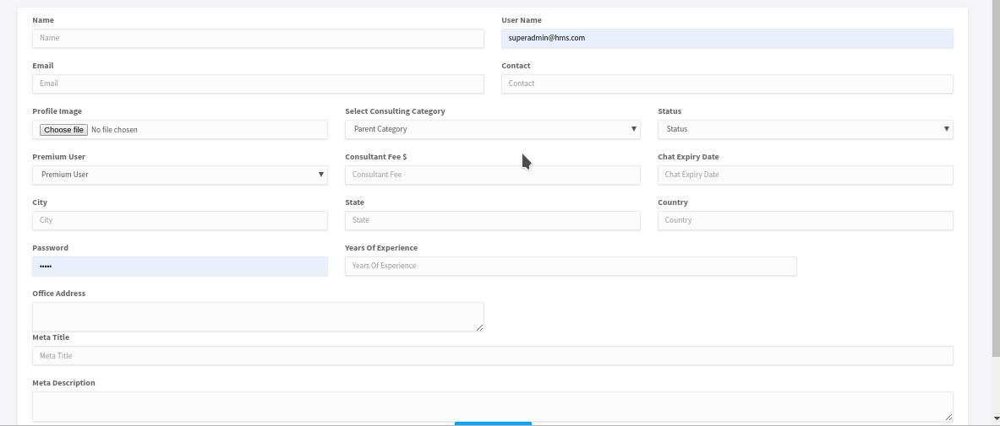 Name User Name
Name superadmin@hms.com
Email Contact
Email Contact
Profile Image Select Consulting Category Status
Choose file No file chosen Parent Category Status
Premium User Consultant Fee $ Chat Expiry Date
Premium User Consultant Fee Chat Expiry Date
City State Country
City State Country
Password Years Of Experience
••••• Years Of Experience
Office Address
Meta Title
Meta Title
Meta Description